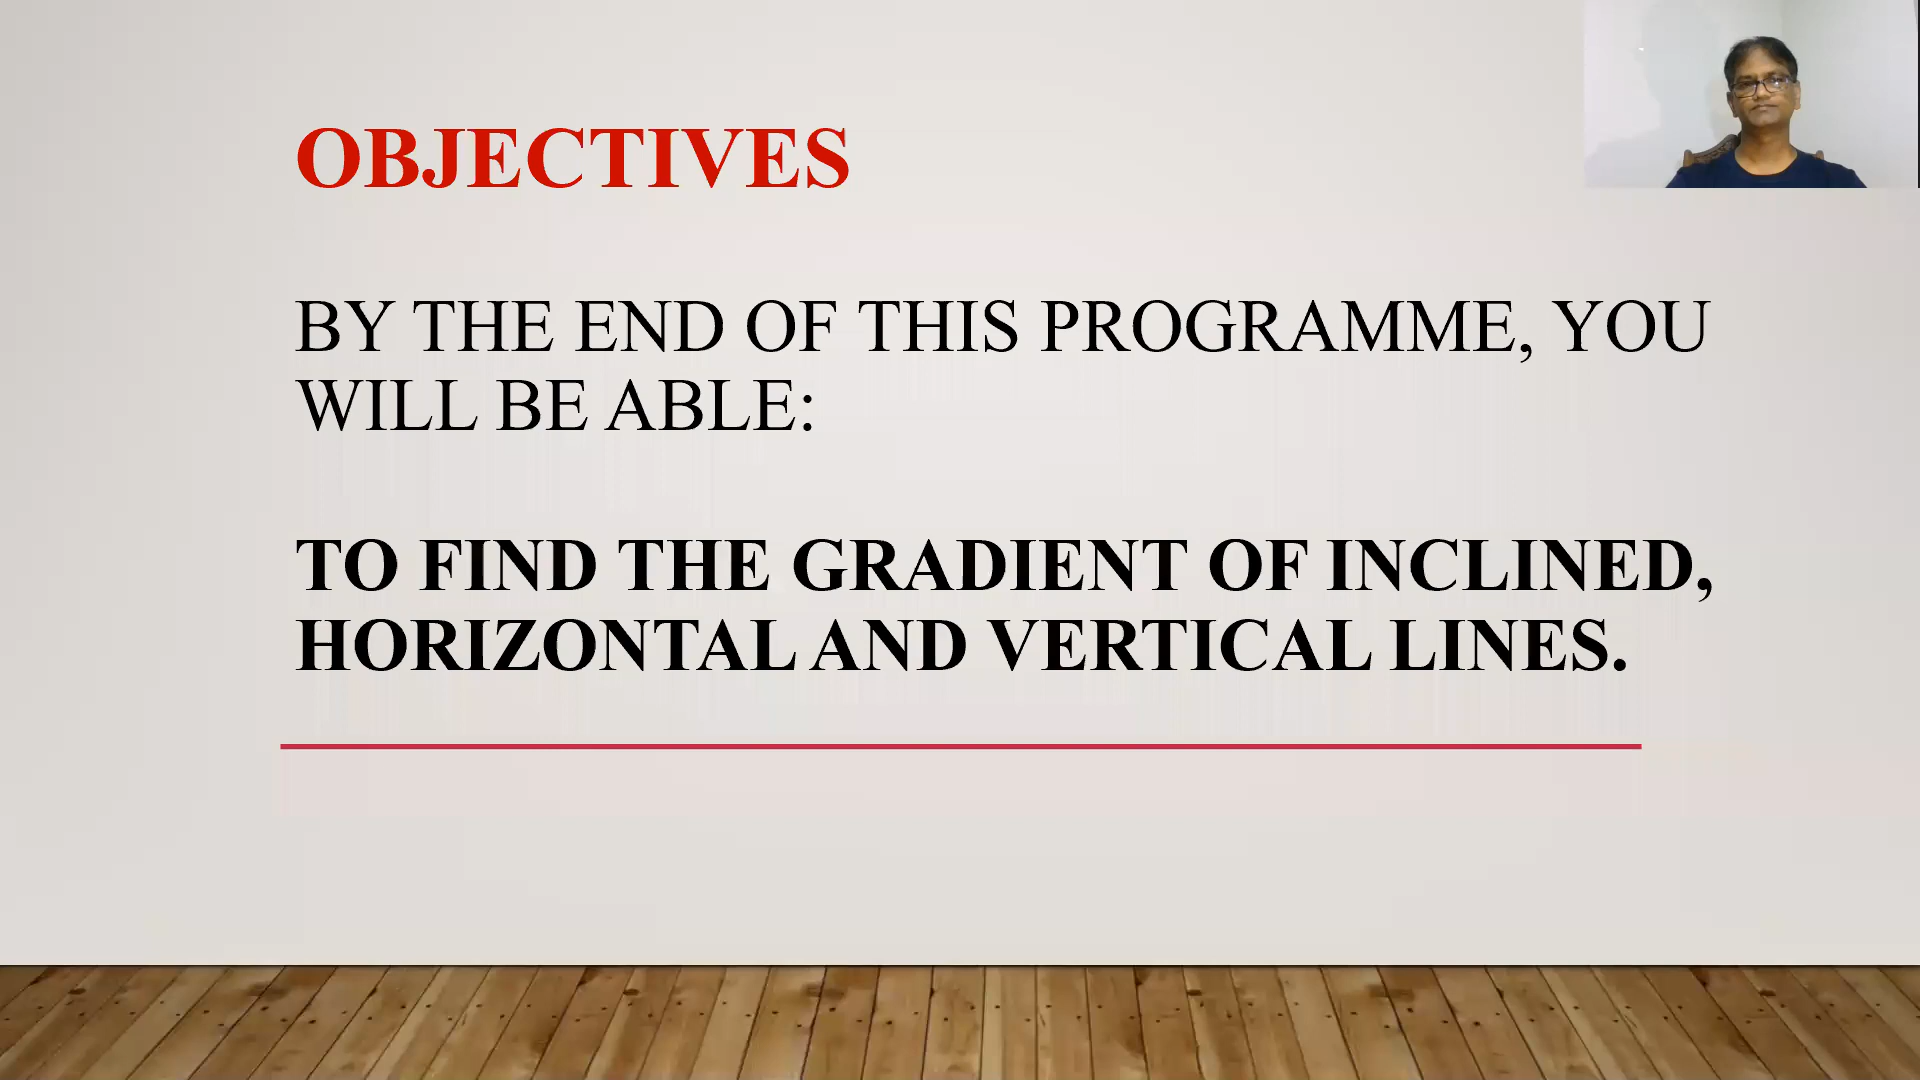 OBJECTIVES
BY THE END OF THIS PROGRAMME, YOU
WILL BE ABLE:
TO FIND THE GRADIENT OF INCLINED,
HORIZONTAL AND VERTICAL LINES.